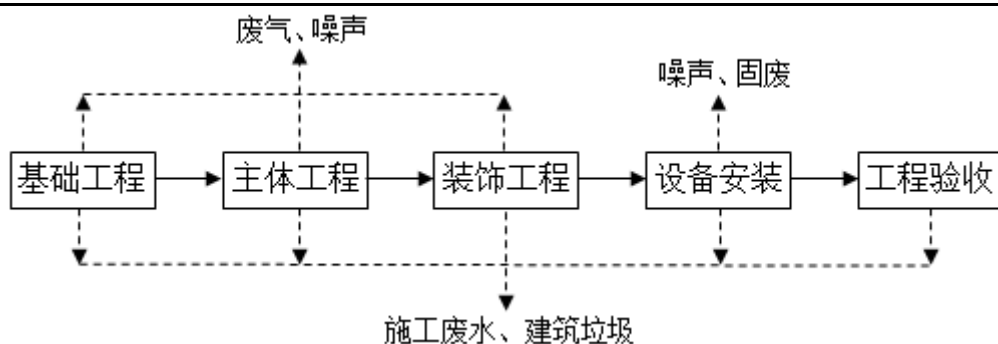 废气、噪声
噪声、固废
基础工程
主体工程
装饰工程
设备安装
工程验收
施工废水、建筑垃圾